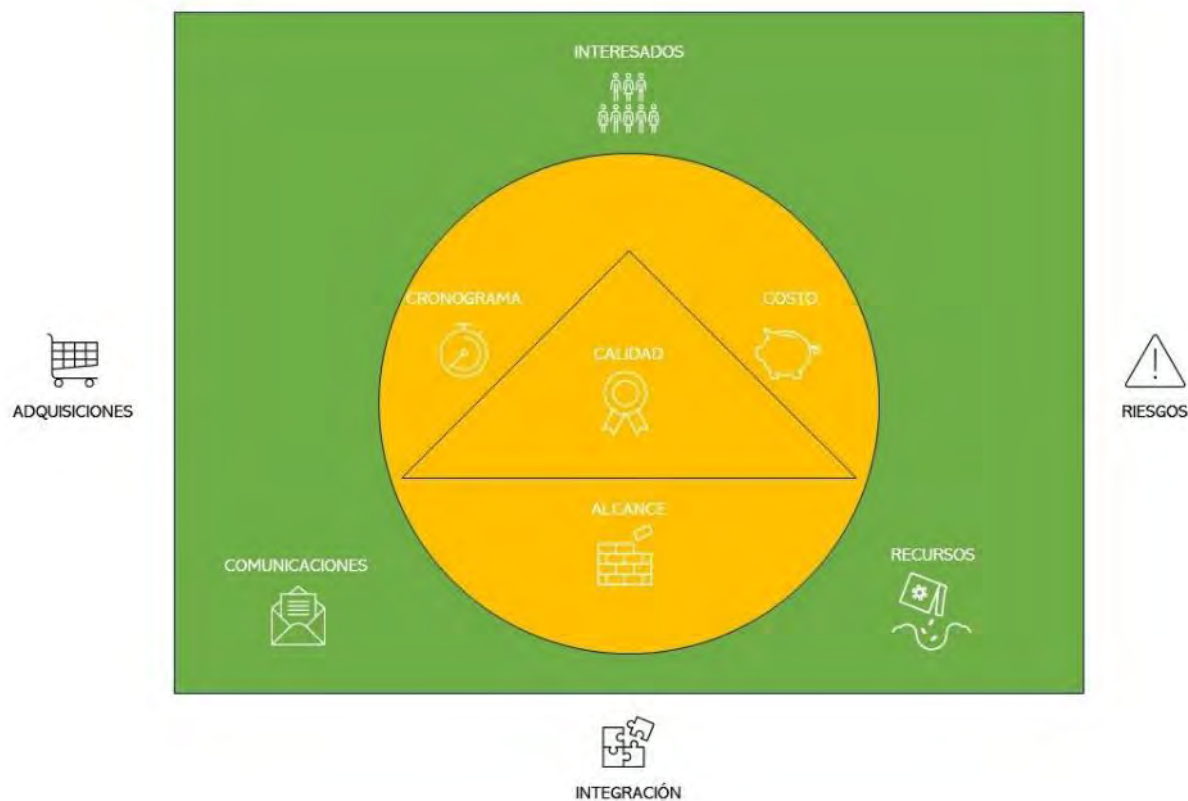 INTERESADOS
CRONOGRAMA
COSTO
CALIDAD
ADQUISICIONES
RIESGOS
ALCANCE
COMUNICACIONES
RECURSOS
INTEGRACIÓN